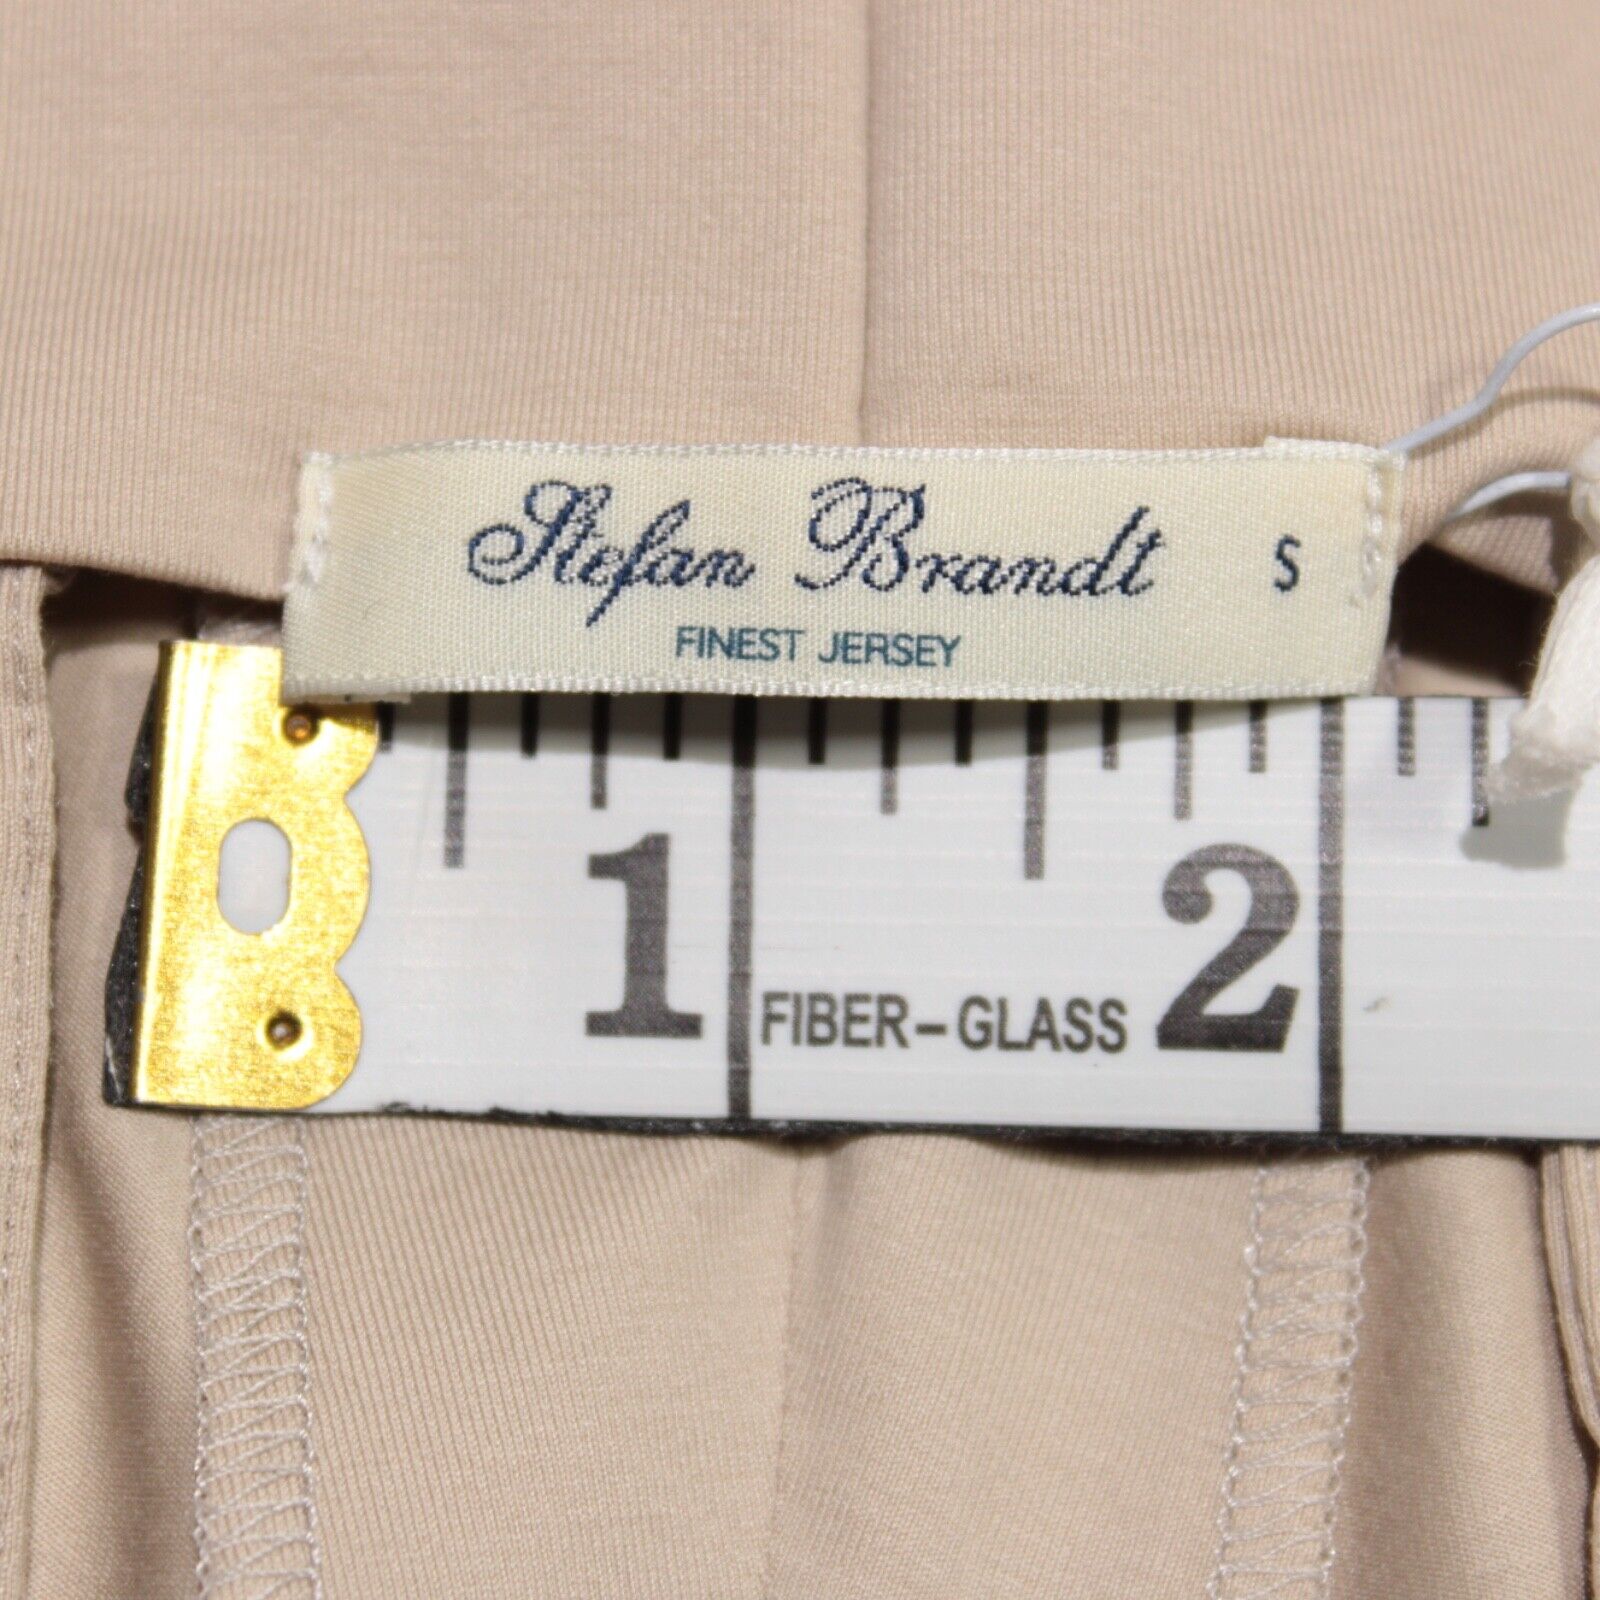 Stefan Brandt S
FINEST JERSEY
1 FIBER-GLASS 2